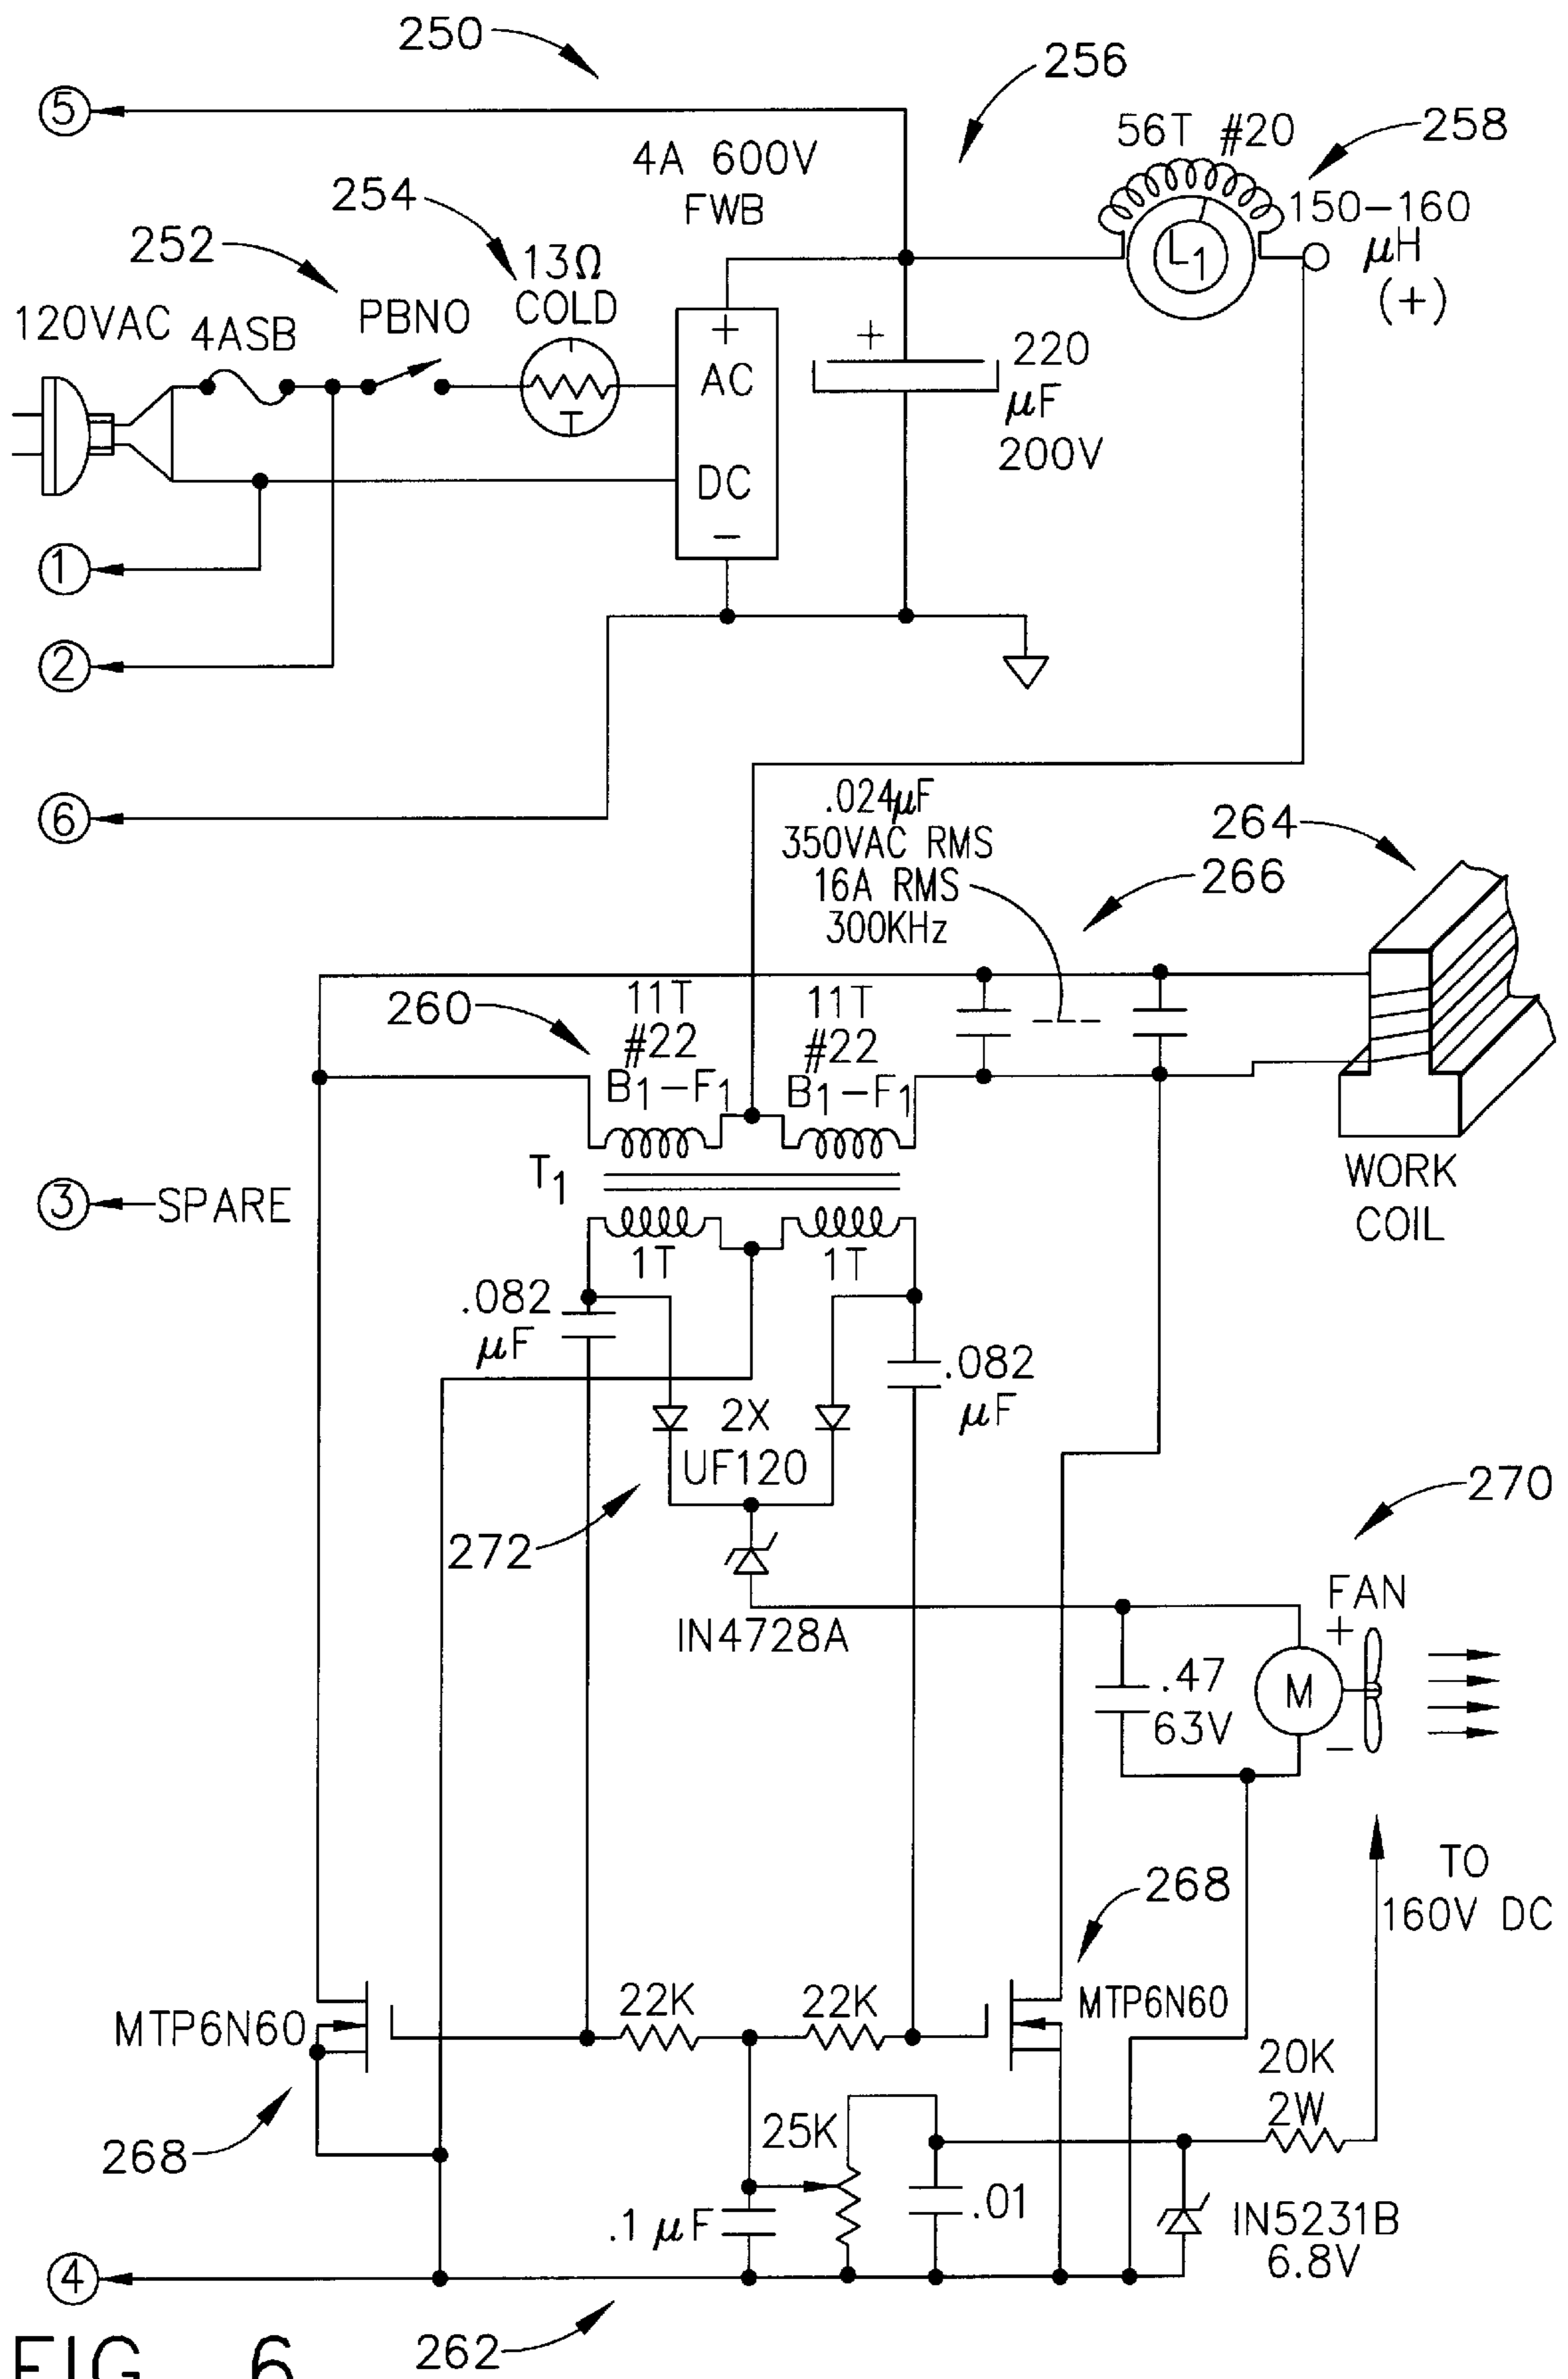 250
256
5
56T #20
258
4A 600V
FWB
254
150-160
μH
(+)
252
13Ω
COLD
L1
120VAC
4ASB
PBNO
+
AC
DC
-
+
220
μF
200V
T
1
2
6
.024μF
350VAC RMS
16A RMS
300KHz
264
266
260
11T
#22
B1-F1
11T
#22
B1-F1
T1
WORK
COIL
3
SPARE
1T
1T
.082
μF
.082
μF
2X
UF120
272
270
IN4728A
FAN
+
M
-
.47
63V
TO
160V DC
268
MTP6N60
22K
22K
MTP6N60
20K
2W
268
25K
.1 μF
.01
IN5231B
6.8V
4
262
FIG. 6